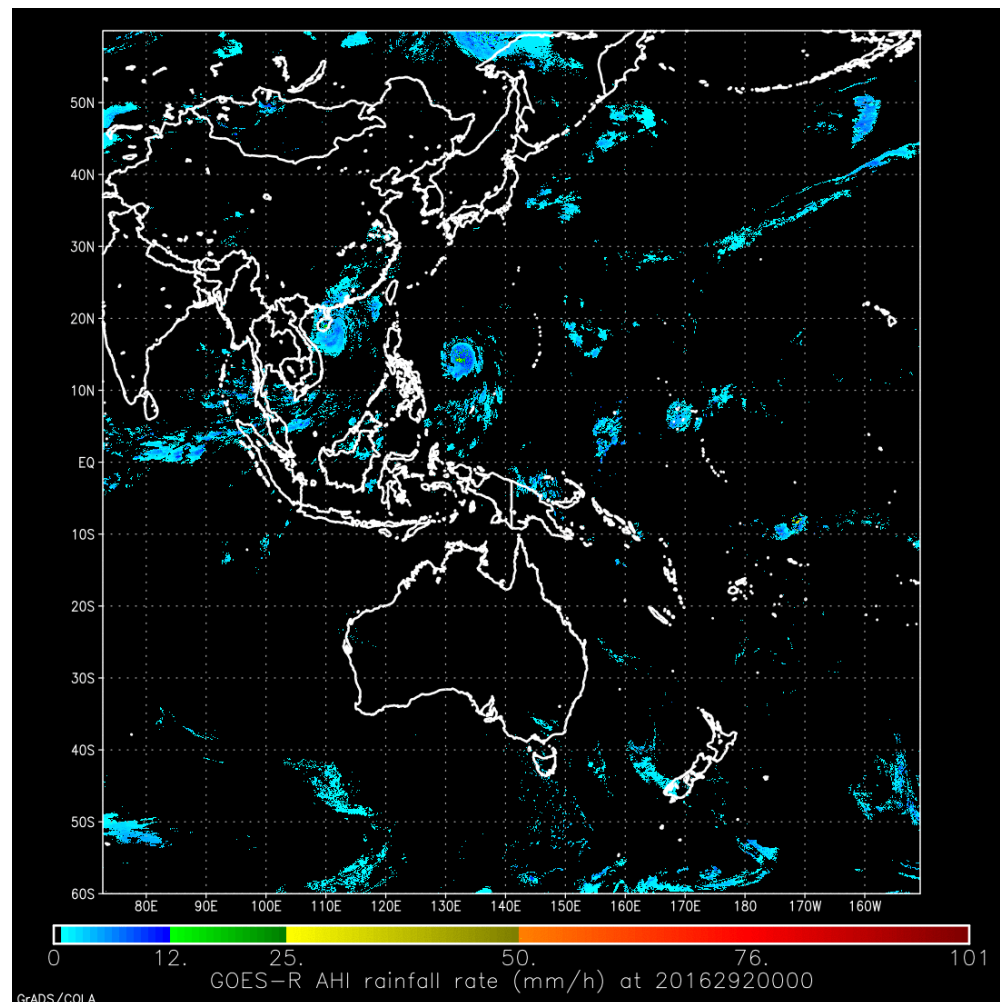 50N
40N
30N
20N
10N
EQ
10S
20S
30S
40S
50S
60S
80E 90E 100E 110E 120E 130E 140E 150E 160E 170E 180 170W 160W
0 12. 25. 50. 76. 101
GOES-R AHI rainfall rate (mm/h) at 20162920000
GrADS/COLA